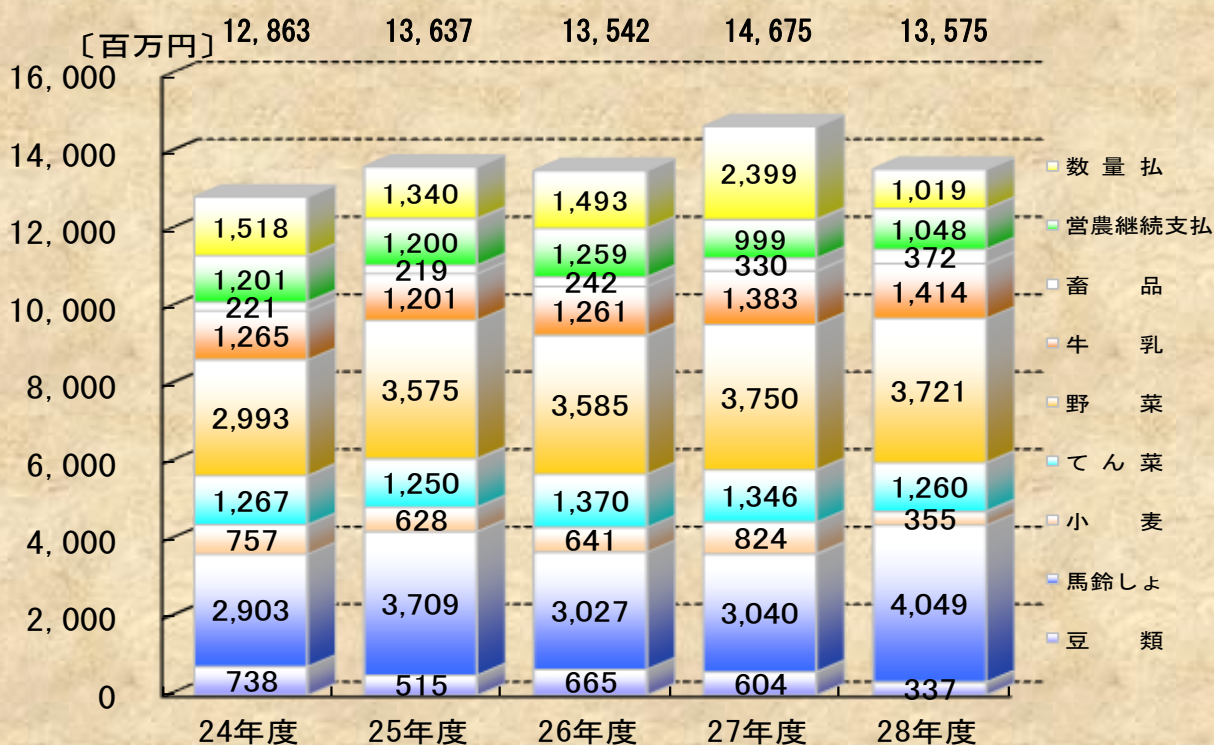 〔百万円〕 12,863 13,637 13,542 14,675 13,575
16,000
14,000
12,000
10,000
8,000
6,000
4,000
2,000
0
1,518 1,340 1,493 2,399 1,019
1,201 1,200 1,259 999 1,048
221 219 242 330 372
1,265 1,201 1,261 1,383 1,414
2,993 3,575 3,585 3,750 3,721
1,267 1,250 1,370 1,346 1,260
757 628 641 824 355
2,903 3,709 3,027 3,040 4,049
738 515 665 604 337
24年度 25年度 26年度 27年度 28年度
数量払
営農継続支払
畜品
牛乳
野菜
てん菜
小麦
馬鈴しょ
豆類